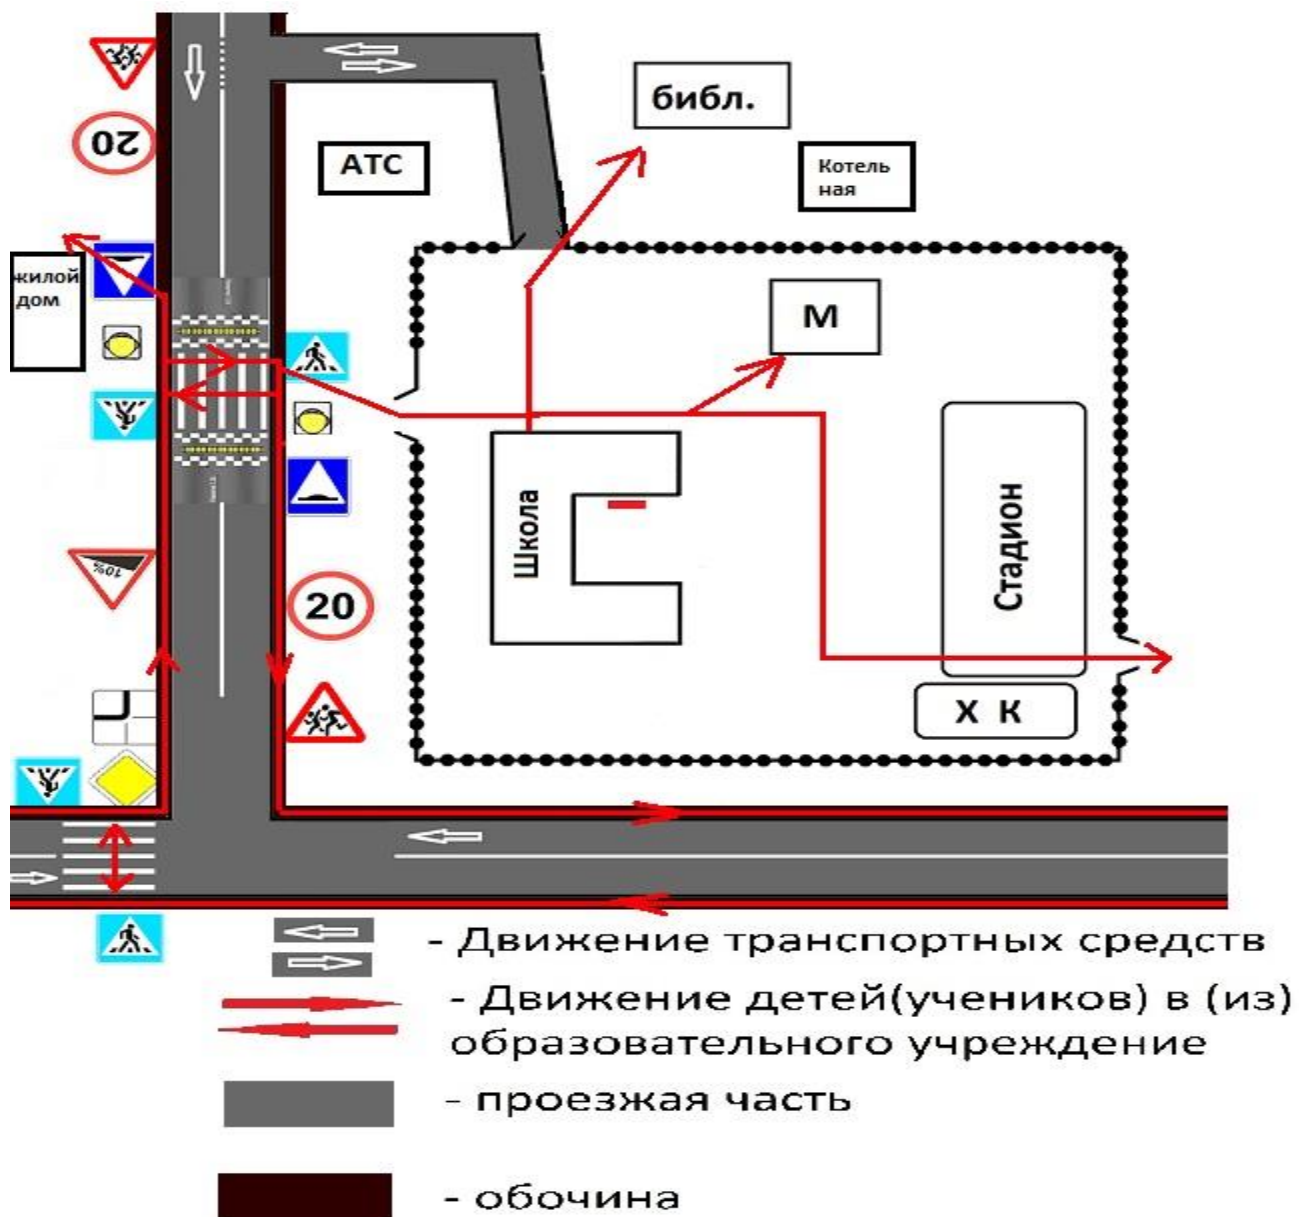 20
библ.
АТС
Котель
ная
жилой
дом
М
Школа
Стадион
20
10%
Х К
- Движение транспортных средств
- Движение детей(учеников) в (из)
образовательного учреждение
- проезжая часть
- обочина